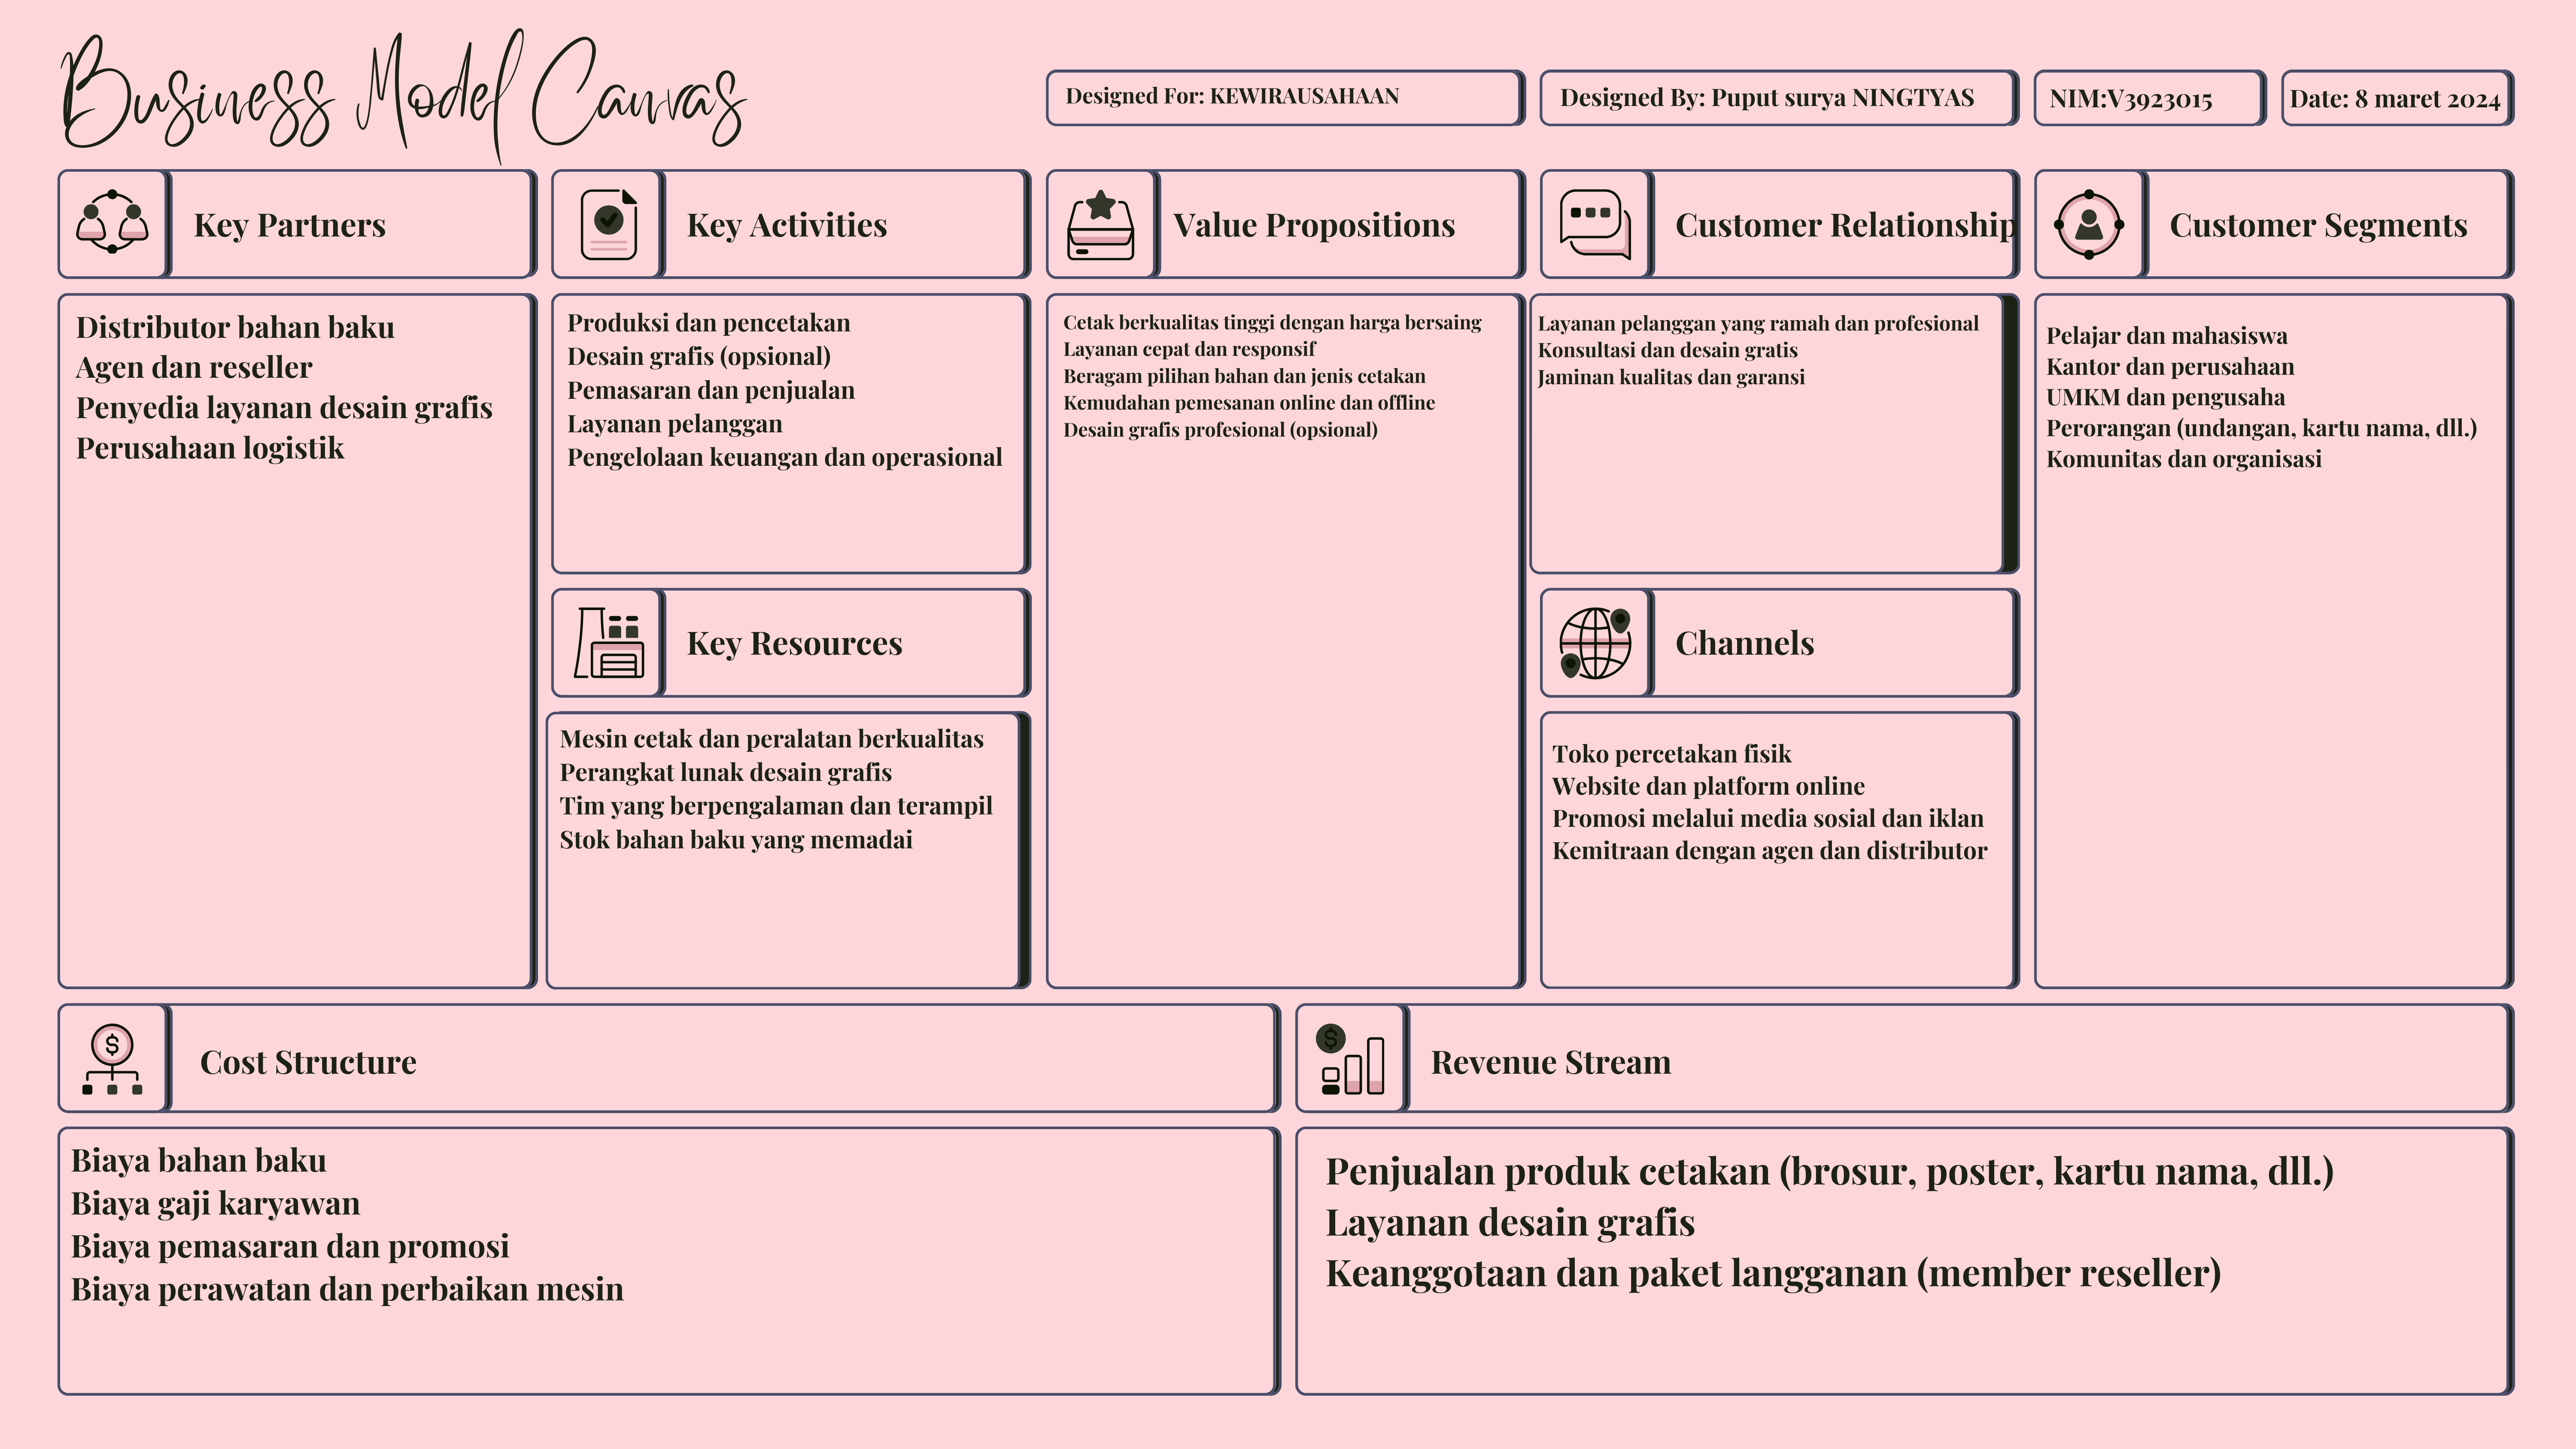 Business Model Canvas
Designed For: KEWIRAUSAHAAN
Designed By: Puput surya NINGTYAS
NIM:V3923015
Date: 8 maret 2024
Key Partners
Distributor bahan baku
Agen dan reseller
Penyedia layanan desain grafis
Perusahaan logistik
Key Activities
Produksi dan pencetakan
Desain grafis (opsional)
Pemasaran dan penjualan
Layanan pelanggan
Pengelolaan keuangan dan operasional
Key Resources
Mesin cetak dan peralatan berkualitas
Perangkat lunak desain grafis
Tim yang berpengalaman dan terampil
Stok bahan baku yang memadai
Value Propositions
Cetak berkualitas tinggi dengan harga bersaing
Layanan cepat dan responsif
Beragam pilihan bahan dan jenis cetakan
Kemudahan pemesanan online dan offline
Desain grafis profesional (opsional)
Customer Relationship
Layanan pelanggan yang ramah dan profesional
Konsultasi dan desain gratis
Jaminan kualitas dan garansi
Channels
Toko percetakan fisik
Website dan platform online
Promosi melalui media sosial dan iklan
Kemitraan dengan agen dan distributor
Customer Segments
Pelajar dan mahasiswa
Kantor dan perusahaan
UMKM dan pengusaha
Perorangan (undangan, kartu nama, dll.)
Komunitas dan organisasi
Cost Structure
Biaya bahan baku
Biaya gaji karyawan
Biaya pemasaran dan promosi
Biaya perawatan dan perbaikan mesin
Revenue Stream
Penjualan produk cetakan (brosur, poster, kartu nama, dll.)
Layanan desain grafis
Keanggotaan dan paket langganan (member reseller)